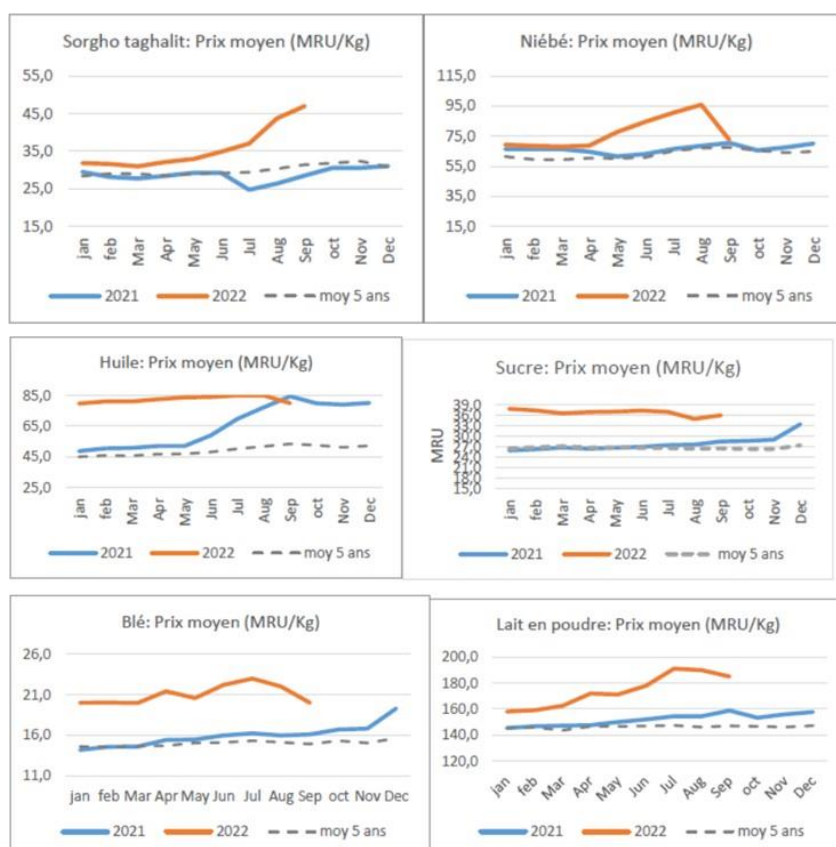 Sorgho taghalit: Prix moyen (MRU/Kg)
55,0
45,0
35,0
25,0
15,0
jan feb Mar Apr May Jun Jul Aug Sep oct Nov Dec
2021 2022 moy 5 ans
Niébé: Prix moyen (MRU/Kg)
115,0
95,0
75,0
55,0
35,0
15,0
jan feb Mar Apr May Jun Jul Aug Sep oct Nov Dec
2021 2022 moy 5 ans
Huile: Prix moyen (MRU/Kg)
85,0
65,0
45,0
25,0
jan feb Mar Apr May Jun Jul Aug Sep oct Nov Dec
2021 2022 moy 5 ans
Sucre: Prix moyen (MRU/Kg)
MRU
39,0
36,0
33,0
30,0
27,0
24,0
21,0
18,0
15,0
jan feb Mar Apr May Jun Jul Aug Sep oct Nov Dec
2021 2022 moy 5 ans
Blé: Prix moyen (MRU/Kg)
26,0
21,0
16,0
11,0
jan feb Mar Apr May Jun Jul Aug Sep oct Nov Dec
2021 2022 moy 5 ans
Lait en poudre: Prix moyen (MRU/Kg)
200,0
180,0
160,0
140,0
120,0
jan feb Mar Apr May Jun Jul Aug Sep oct Nov Dec
2021 2022 moy 5 ans